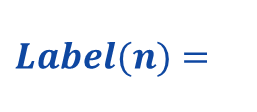 Label(n) =